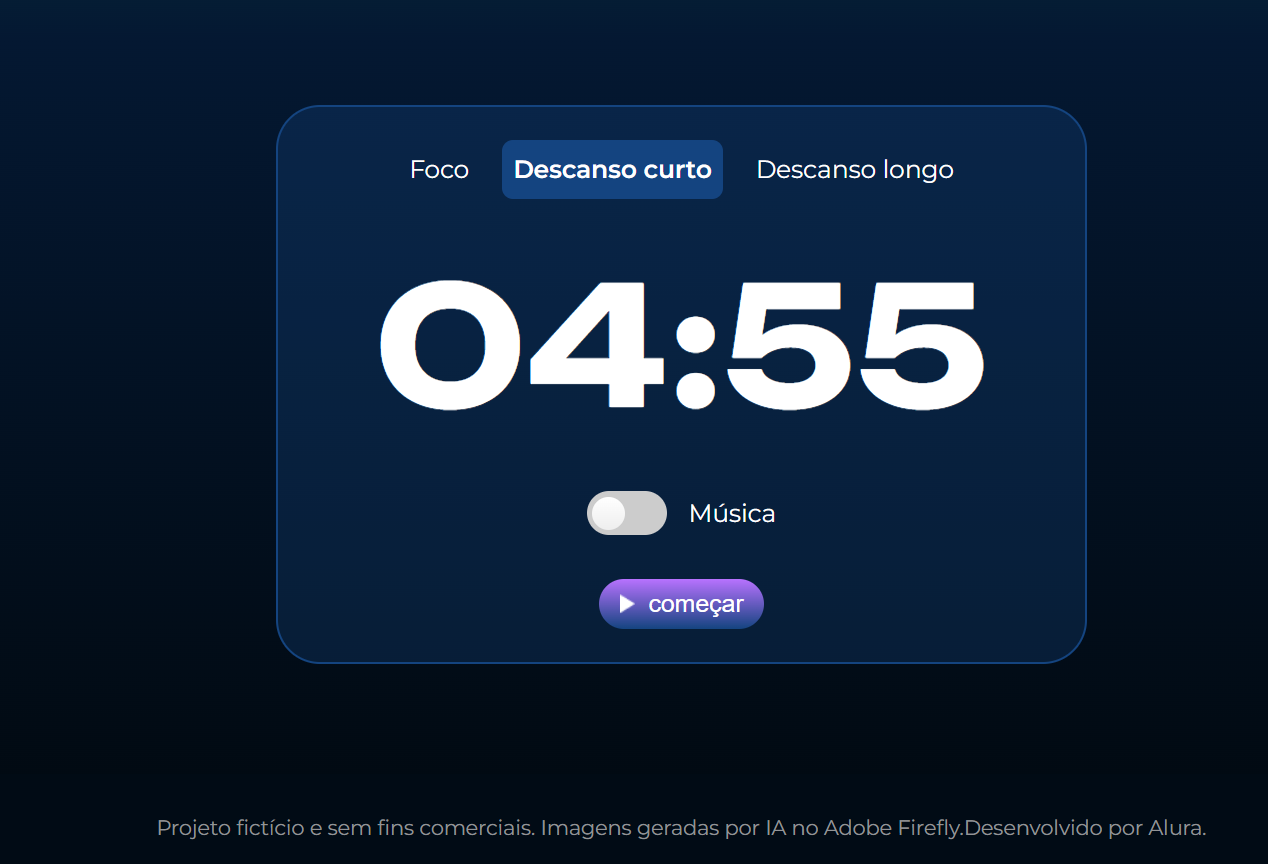 Foco Descanso curto Descanso longo
04:55
Música
começar
Projeto fictício e sem fins comerciais. Imagens geradas por IA no Adobe Firefly.Desenvolvido por Alura.